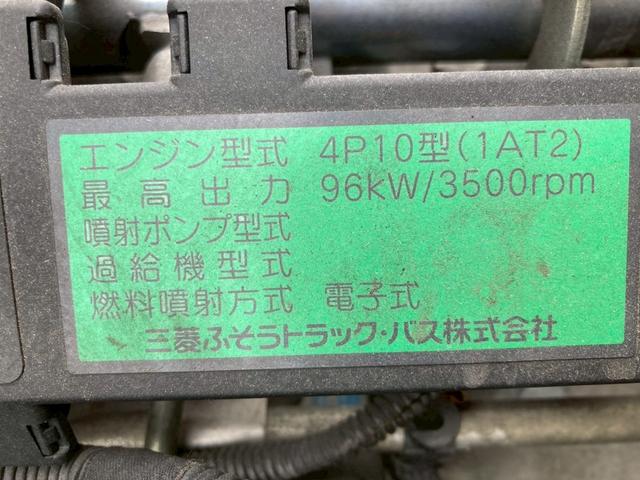 エンジン型式 4P10型(1AT2)
最高出力 96kW/3500rpm
噴射ポンプ型式
過給機型式
燃料噴射方式 電子式
三菱ふそうトラック・バス株式会社